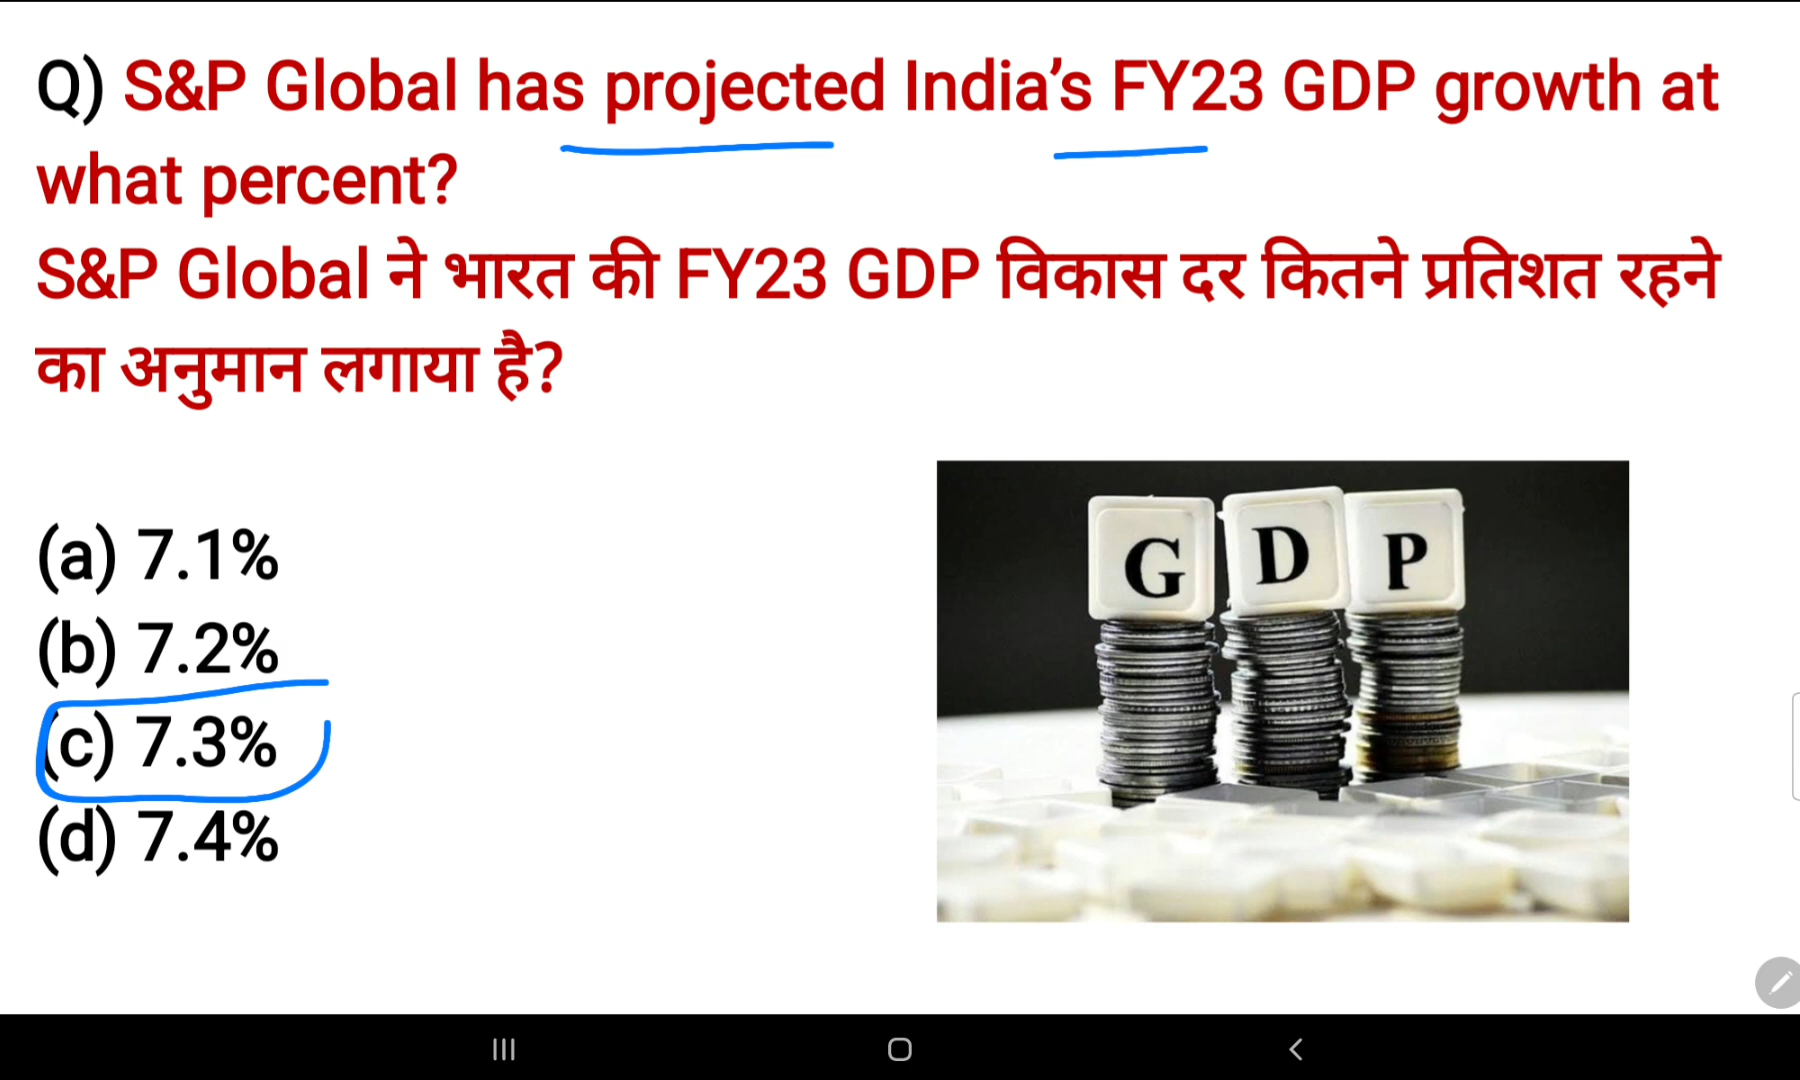 Q) S&P Global has projected India’s FY23 GDP growth at
what percent?
S&P Global ने भारत की FY23 GDP विकास दर कितने प्रतिशत रहने
का अनुमान लगाया है?
(a) 7.1%
(b) 7.2%
(c) 7.3%
(d) 7.4%
G D P